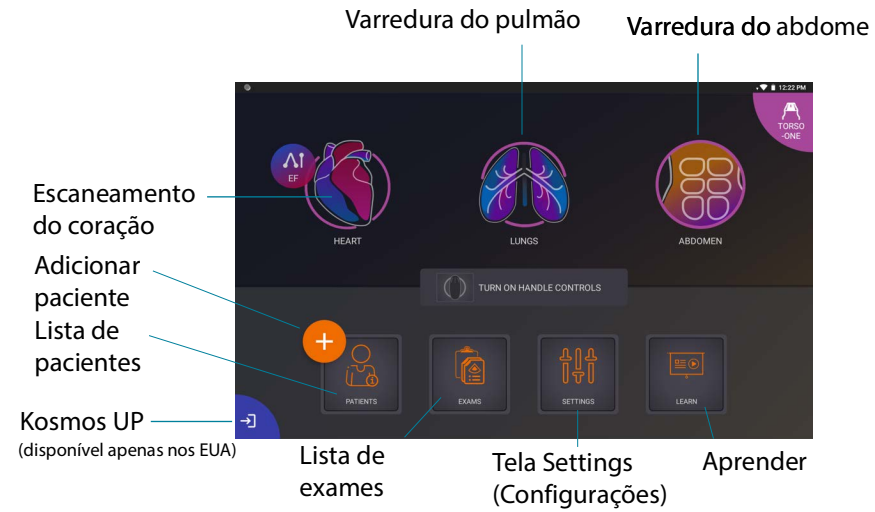 Varredura do pulmão
Varredura do abdome
12:22 PM
TORSO
-ONE
EF
HEART
LUNGS
ABDOMEN
Escaneamento
do coração
Adicionar
paciente
Lista de
pacientes
TURN ON HANDLE CONTROLS
PATIENTS
EXAMS
SETTINGS
LEARN
Kosmos UP
(disponível apenas nos EUA)
Lista de
exames
Tela Settings
(Configurações)
Aprender